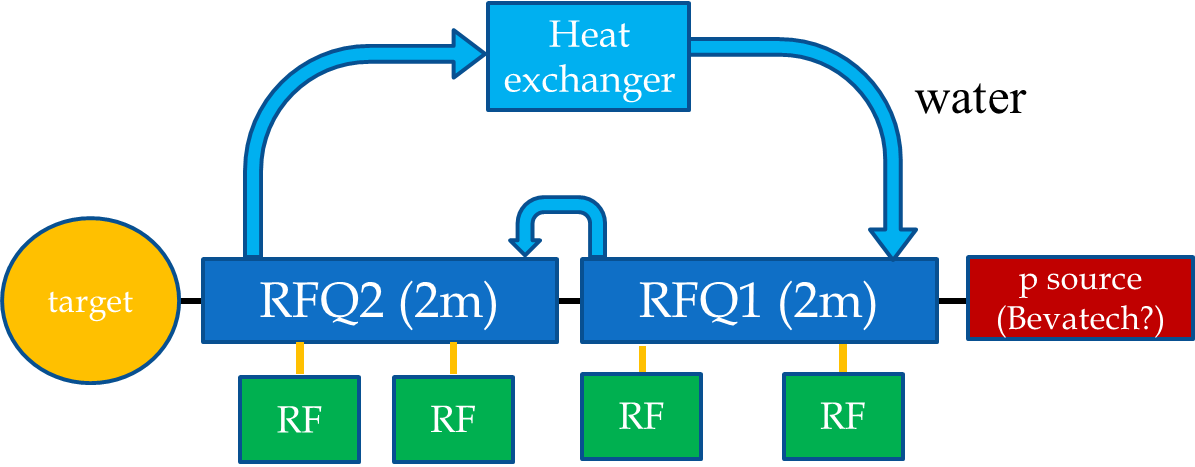 Heat
exchanger
water
target
RFQ2 (2m)
RFQ1 (2m)
p source
(Bevatech?)
RF
RF
RF
RF